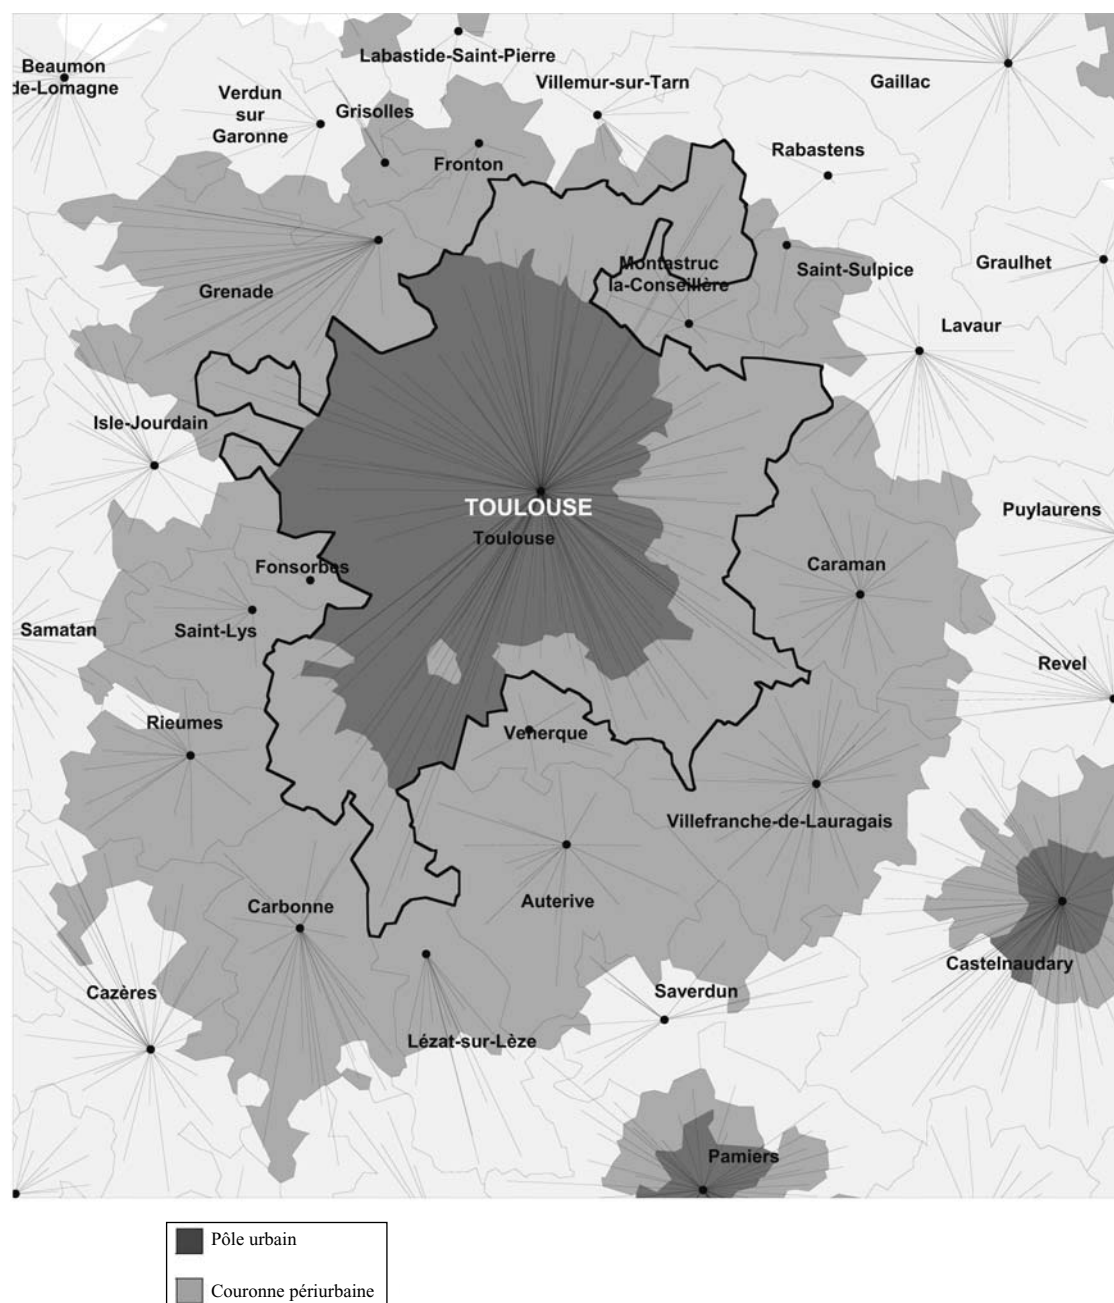 Labastide-Saint-Pierre
Beaumon
de-Lomagne
Villemur-sur-Tarn
Gaillac
Verdun
sur
Garonne
Grisolles
Fronton
Rabastens
Montastruc
la-Conseillère
Saint-Sulpice
Graulhet
Grenade
Lavaur
Isle-Jourdain
TOULOUSE
Toulouse
Puylaurens
Fonsorbes
Caraman
Samatan
Saint-Lys
Revel
Rieumes
Venerque
Villefranche-de-Lauragais
Carbonne
Auterive
Castelnaudary
Cazères
Saverdun
Lézat-sur-Lèze
Pamiers
Pôle urbain
Couronne périurbaine